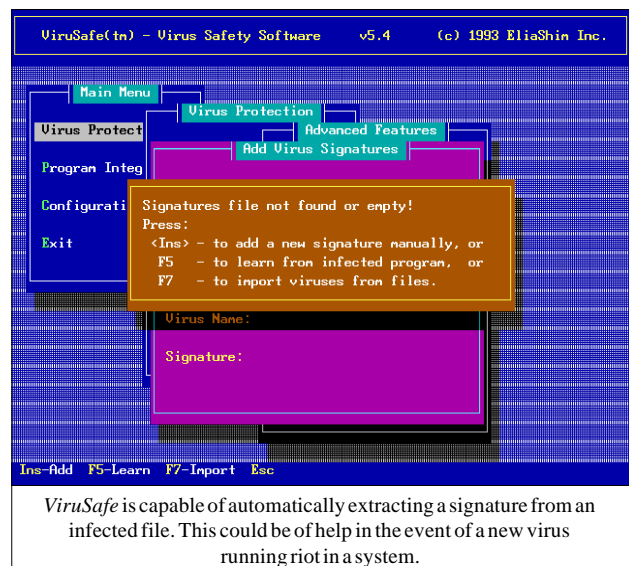 ViruSafe(tm) - Virus Safety Software v5.4 (c) 1993 EliaShim Inc.
Main Menu
Virus Protection
Virus Protect
Advanced Features
Add Virus Signatures
Program Integ
Configurati
Signatures file not found or empty!
Press:
<Ins> - to add a new signature manually, or
Exit
F5 - to learn from infected program, or
F7 - to import viruses from files.
Virus Name:
Signature:
Ins-Add F5-Learn F7-Import Esc
ViruSafe is capable of automatically extracting a signature from an
infected file. This could be of help in the event of a new virus
running riot in a system.